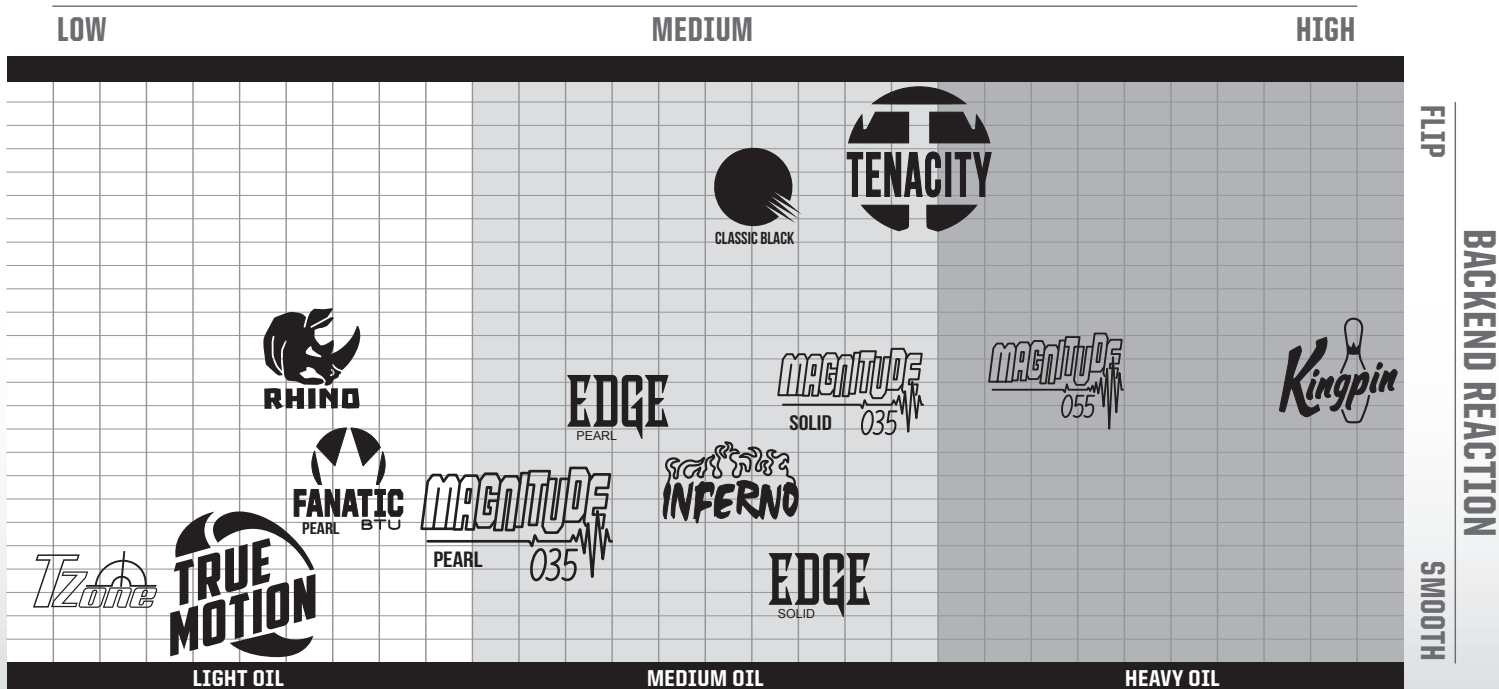 LOW MEDIUM HIGH
FLIP
BACKEND REACTION
SMOOTH
TENACITY
CLASSIC BLACK
RHINO
EDGE
PEARL
MAGNITUDE
SOLID 035
MAGNITUDE
055
Kingpin
FANATIC
PEARL BTU
MAGNITUDE
PEARL 035
INFERNO
TZone
TRUE
MOTION
EDGE
SOLID
LIGHT OIL MEDIUM OIL HEAVY OIL